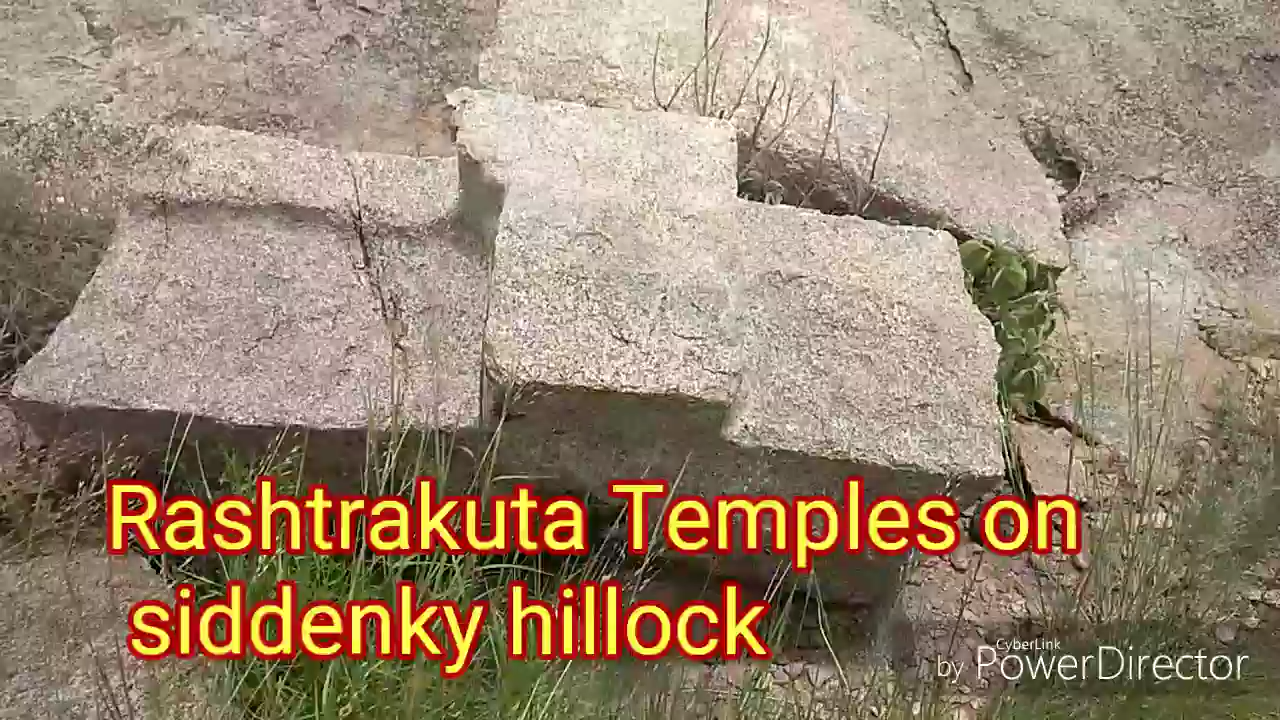 Rashtrakuta Temples on
siddenky hillock
CyberLink
by PowerDirector